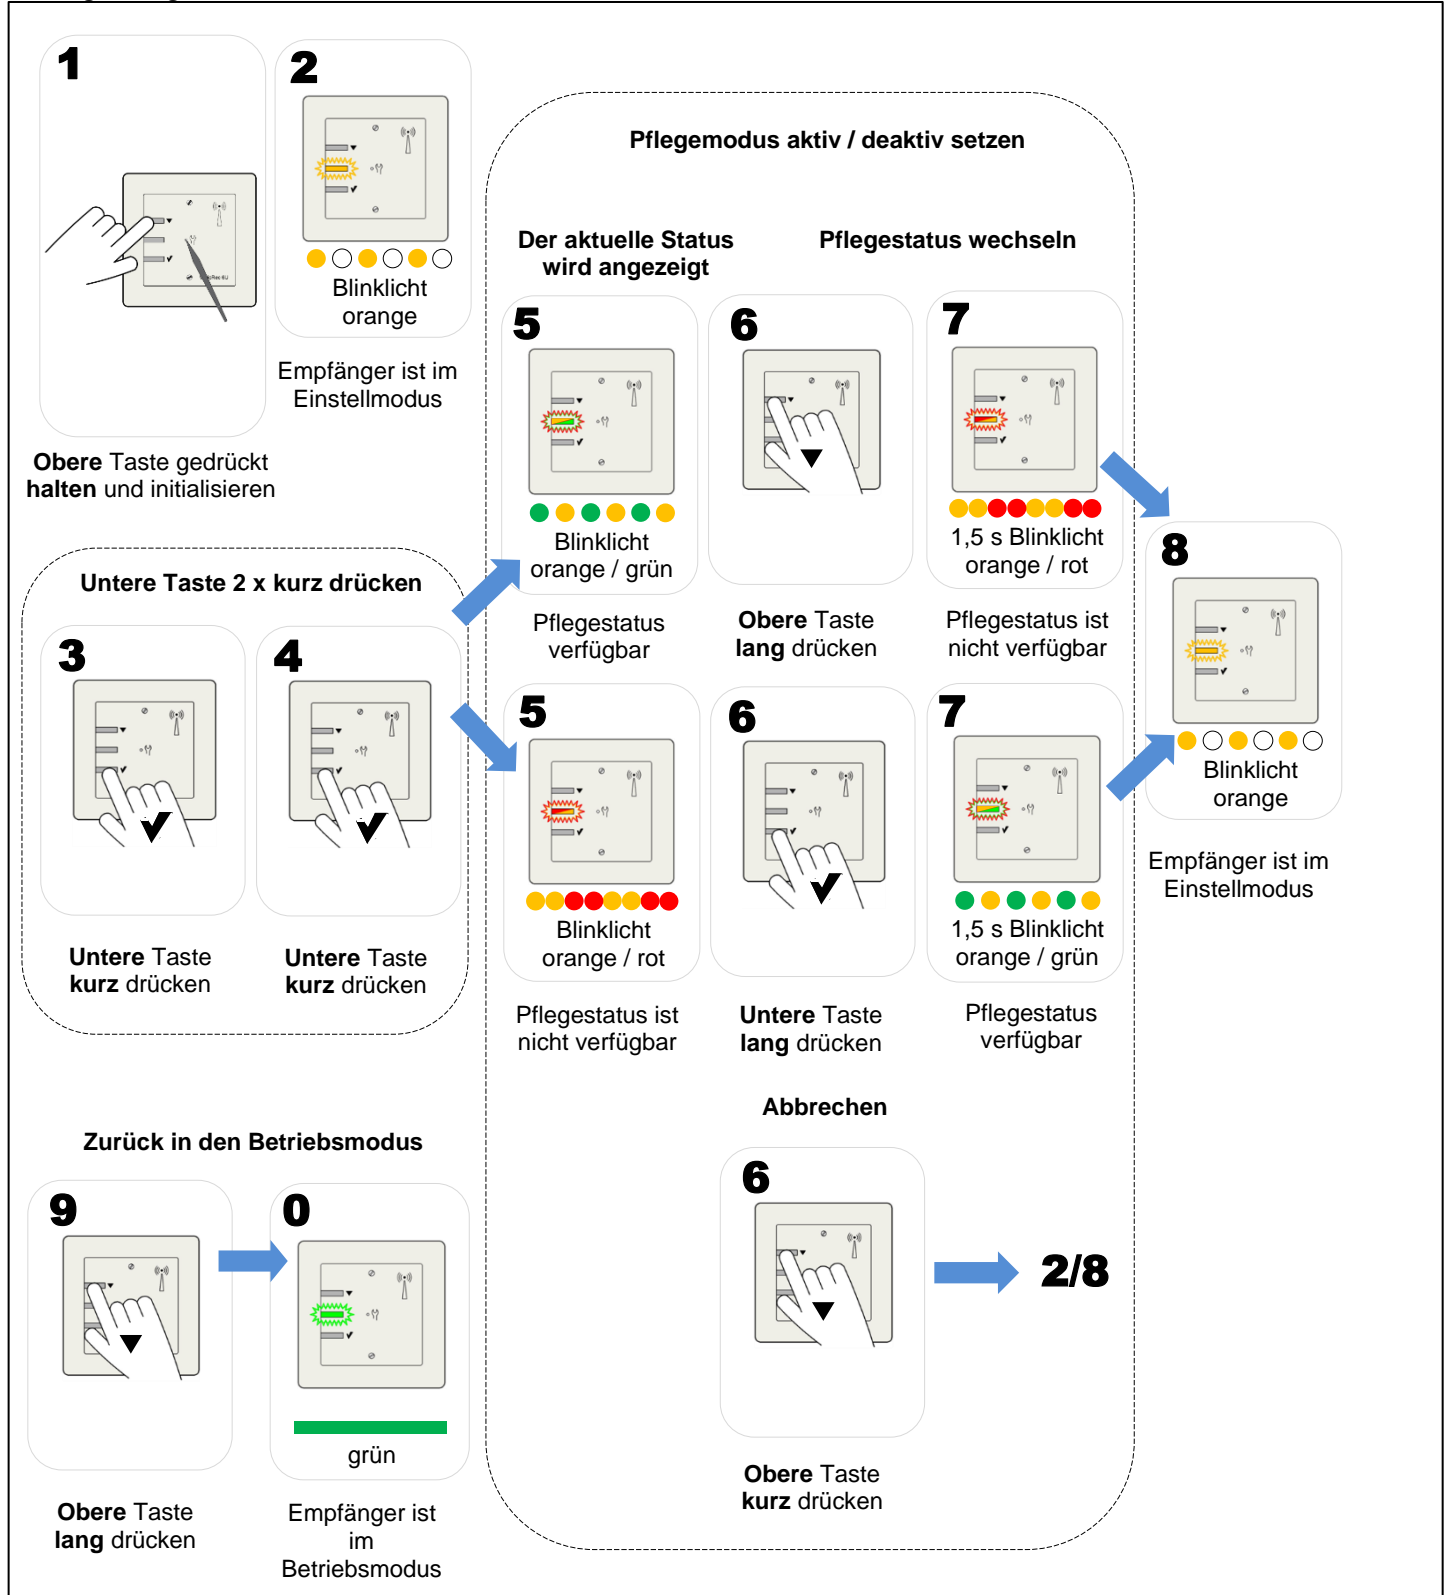 1
Obere Taste gedrückt
halten und initialisieren
2
Blinklicht
orange
Empfänger ist im
Einstellmodus
Untere Taste 2 x kurz drücken
3
Untere Taste
kurz drücken
4
Untere Taste
kurz drücken
Pflegemodus aktiv / deaktiv setzen
Der aktuelle Status
wird angezeigt
Pflegestatus wechseln
5
Blinklicht
orange / grün
Pflegestatus
verfügbar
6
Obere Taste
lang drücken
7
1,5 s Blinklicht
orange / rot
Pflegestatus ist
nicht verfügbar
5
Blinklicht
orange / rot
Pflegestatus ist
nicht verfügbar
6
Untere Taste
lang drücken
7
1,5 s Blinklicht
orange / grün
Pflegestatus
verfügbar
8
Blinklicht
orange
Empfänger ist im
Einstellmodus
Abbrechen
6
2/8
Obere Taste
kurz drücken
Zurück in den Betriebsmodus
9
Obere Taste
lang drücken
0
grün
Empfänger ist
im
Betriebsmodus